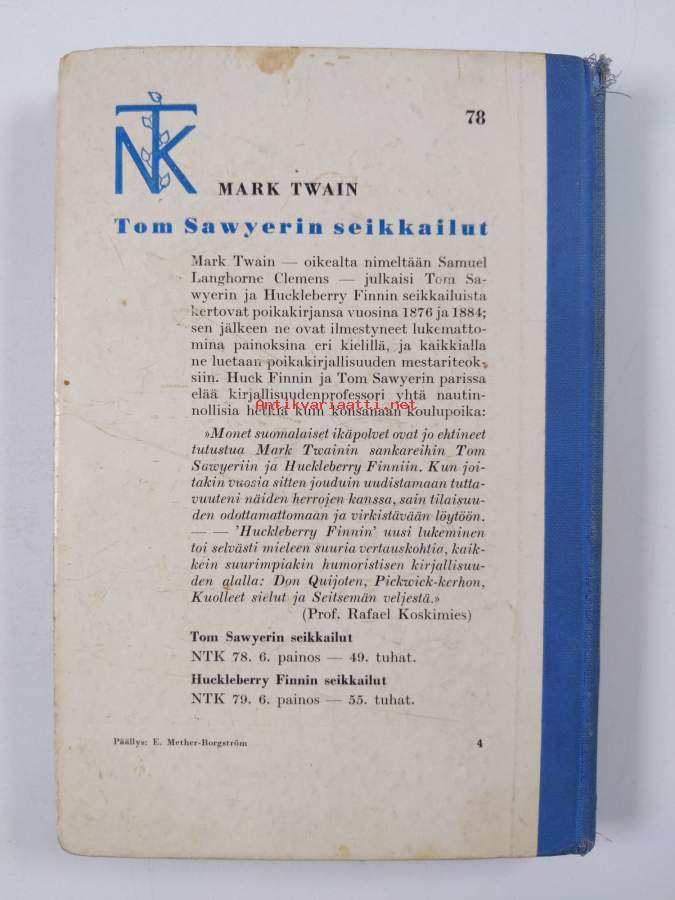 NTK
78
MARK TWAIN
Tom Sawyerin seikkailut
Mark Twain — oikealta nimeltään Samuel
Langhorne Clemens — julkaisi Tom Sa-
wyerin ja Huckleberry Finnin seikkailuista
kertovat poikakirjansa vuosina 1876 ja 1884;
sen jälkeen ne ovat ilmestyneet lukematto-
mina painoksina eri kielillä, ja kaikkialla
ne luetaan poikakirjallisuuden mestariteok-
siin. Huck Finnin ja Tom Sawyerin parissa
elää kirjallisuudenprofessori yhtä nautin-
nollisia hetkiä kuin konsanaan koulupoika:
Antikvariaatti.net
»Monet suomalaiset ikäpolvet ovat jo ehtineet
tutustua Mark Twainin sankareihin Tom
Sawyeriin ja Huckleberry Finniin. Kun joi-
takin vuosia sitten jouduin uudistamaan tutta-
vuuteni näiden herrojen kanssa, sain tilaisuu-
den odottamattomaan ja virkistävään löytöön.
— — 'Huckleberry Finnin' uusi lukeminen
toi selvästi mieleen suuria vertauskohtia, kaik-
kein suurimpiakin humoristisen kirjallisuu-
den alalla: Don Quijoten, Pickwick-kerhon,
Kuolleet sielut ja Seitsemän veljestä.»
(Prof. Rafael Koskimies)
Tom Sawyerin seikkailut
NTK 78. 6. painos — 49. tuhat.
Huckleberry Finnin seikkailut
NTK 79. 6. painos — 55. tuhat.
Päällys: E. Mether-Borgström
4